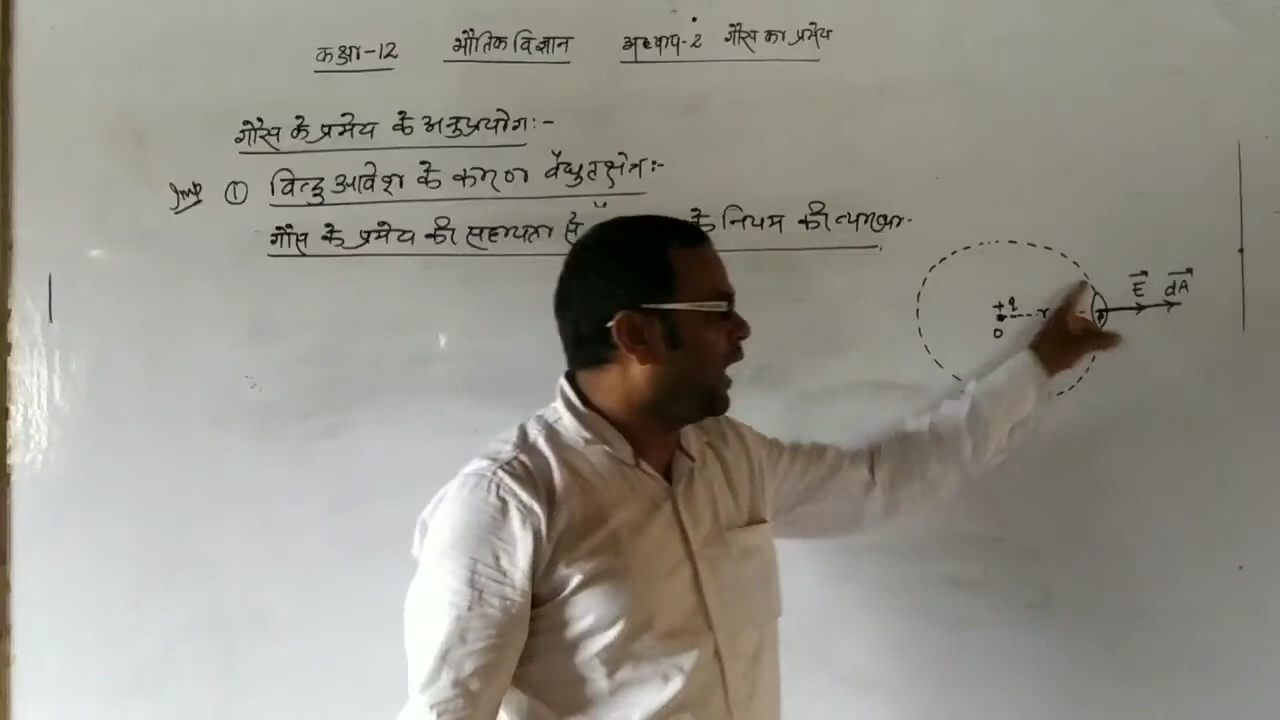 कक्षा-12 भौतिक विज्ञान अध्याय-2 गौस का प्रमेय
गौस के प्रमेय के अनुप्रयोग:-
Imp ① बिन्दु आवेश के कारण वैद्युत क्षेत्र:-
गौस के प्रमेय की सहायता से के नियम की व्याख्या-
E dA
+q r
O